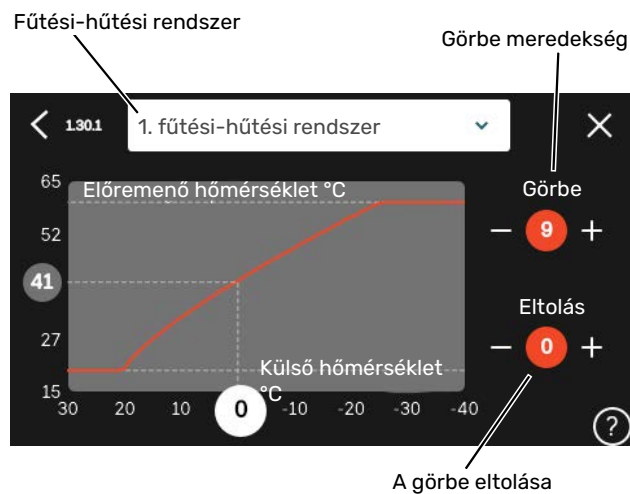 Fűtési-hűtési rendszer
Görbe meredekség
1.30.1
1. fűtési-hűtési rendszer
65
Előremenő hőmérséklet °C
Görbe
52
− 9 +
41
Eltolás
27
− 0 +
Külső hőmérséklet
°C
15
30 20 10 0 -10 -20 -30 -40
?
A görbe eltolása